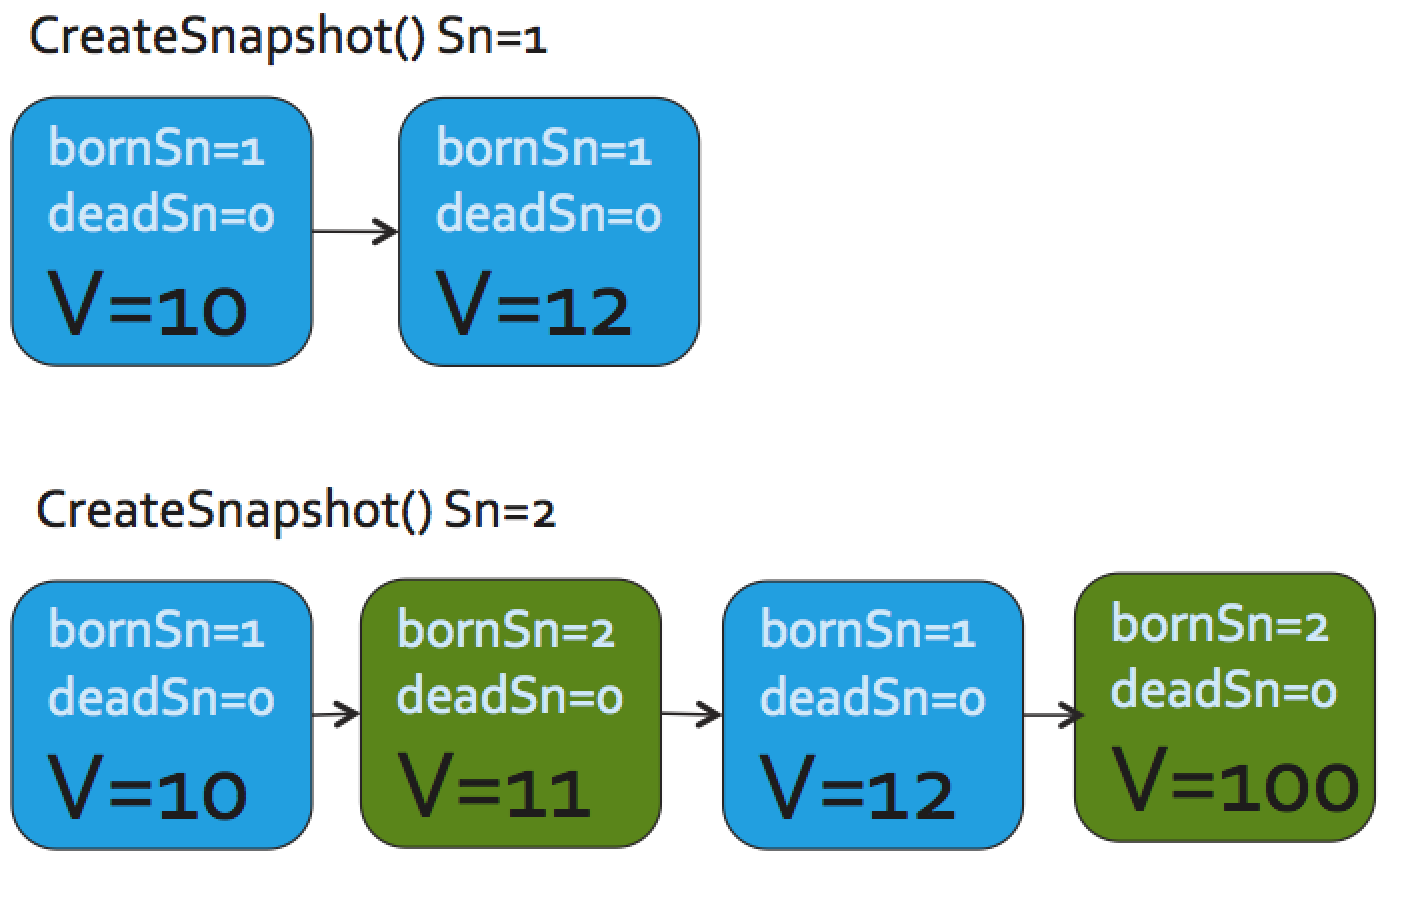 CreateSnapshot() Sn=1
bornSn=1
deadSn=0
V=10
bornSn=1
deadSn=0
V=12
CreateSnapshot() Sn=2
bornSn=1
deadSn=0
V=10
bornSn=2
deadSn=0
V=11
bornSn=1
deadSn=0
V=12
bornSn=2
deadSn=0
V=100